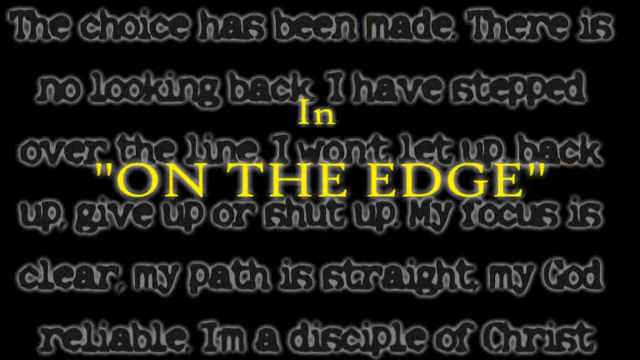 The choice has been made. There is
no looking back. I have stepped
In
over the line. I wont let up, back
"ON THE EDGE"
up, give up or shut up. My focus is
clear, my path is straight, my God
reliable. Im a disciple of Christ